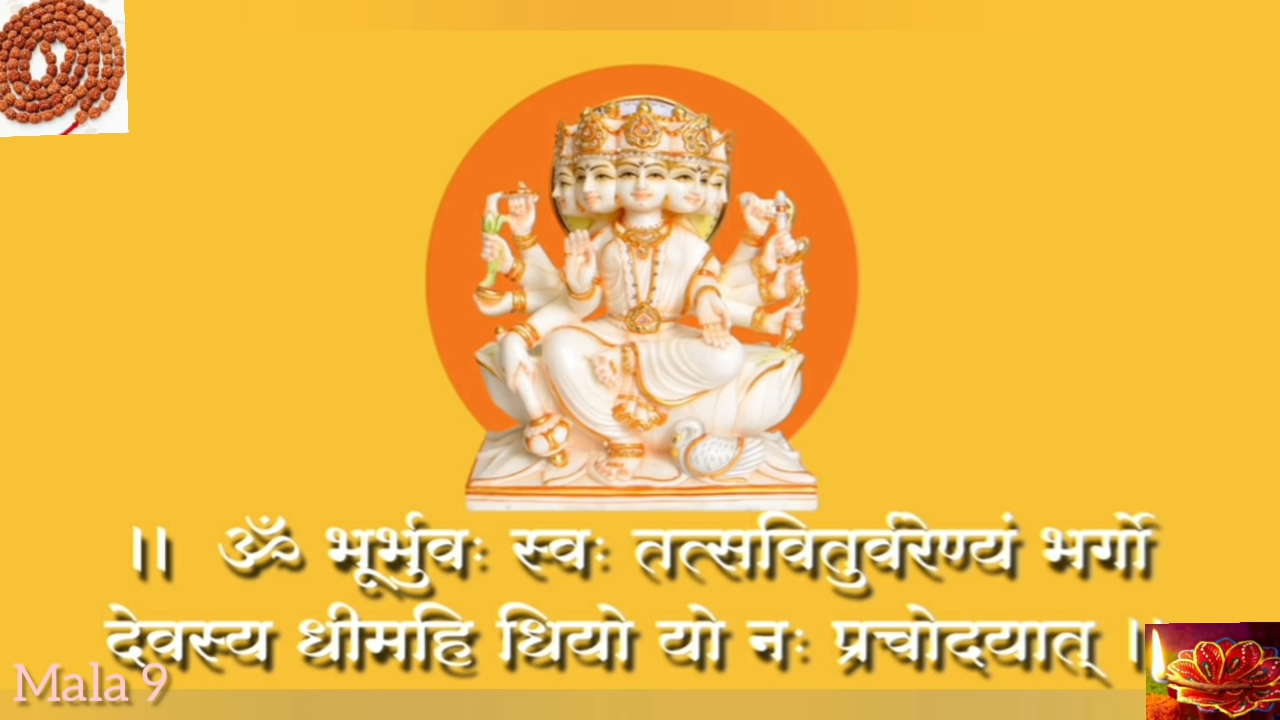 ।। ॐ भूर्भुवः स्वः तत्सवितुर्वरेण्यं भर्गो
देवस्य धीमहि धियो यो नः प्रचोदयात् ।
Mala 9